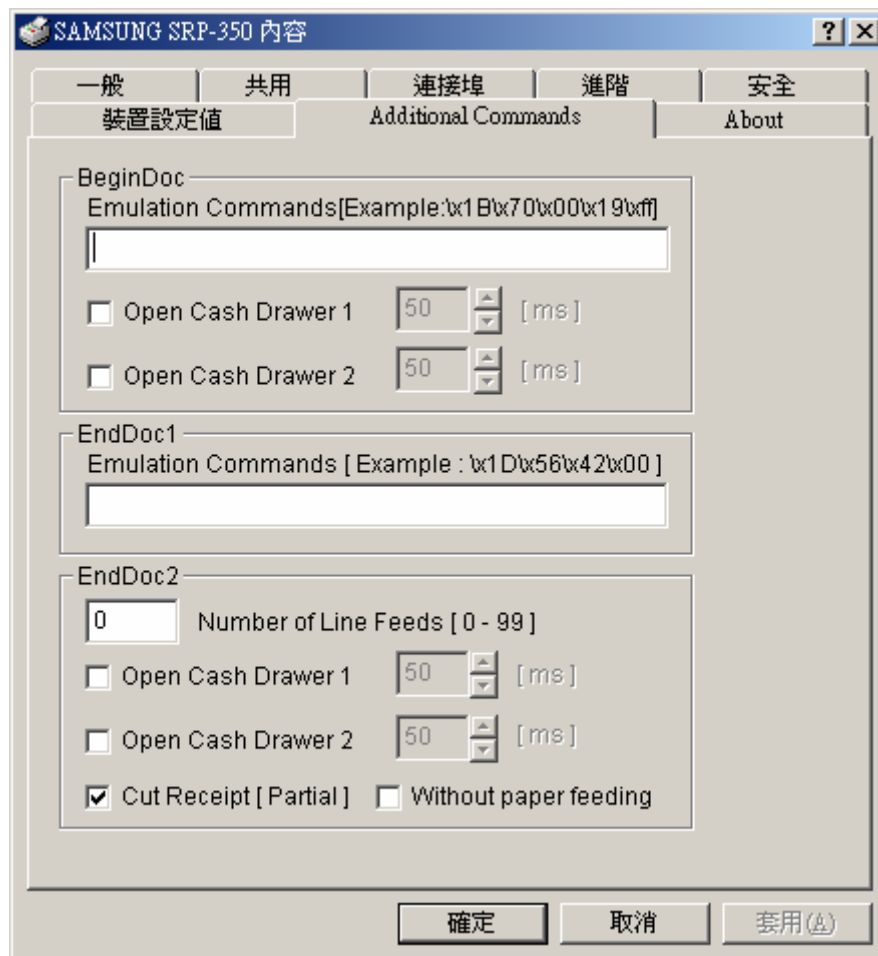 SAMSUNG SRP-350 內容
一般 共用 連接埠 進階 安全
裝置設定值 Additional Commands About
BeginDoc
Emulation Commands[Example:\x1B\x70\x00\x19\xff]
Open Cash Drawer 1 50 [ms]
Open Cash Drawer 2 50 [ms]
EndDoc1
Emulation Commands [ Example : \x1D\x56\x42\x00 ]
EndDoc2
0 Number of Line Feeds [ 0 - 99 ]
Open Cash Drawer 1 50 [ms]
Open Cash Drawer 2 50 [ms]
Cut Receipt [ Partial ] Without paper feeding
確定 取消 套用(A)